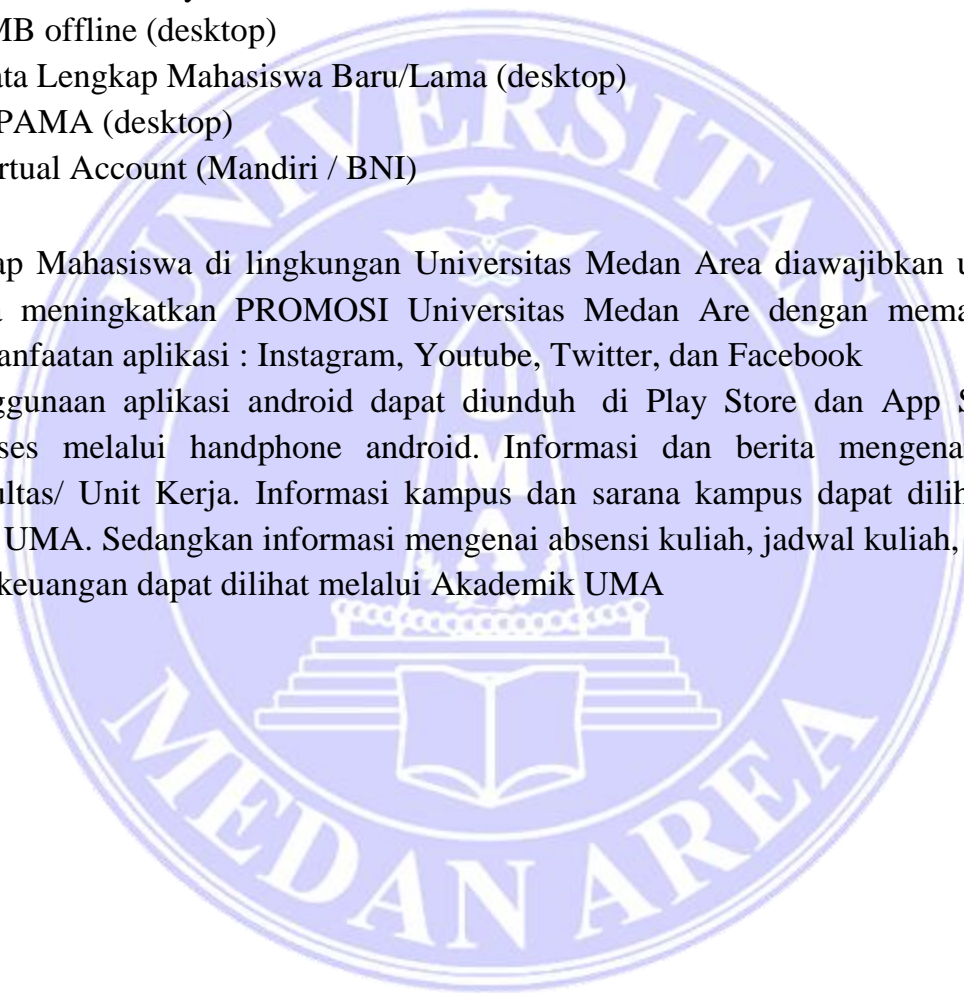 MB offline (desktop)
ata Lengkap Mahasiswa Baru/Lama (desktop)
PAMA (desktop)
rtual Account (Mandiri / BNI)
ap Mahasiswa di lingkungan Universitas Medan Area diawajibkan u
meningkatkan PROMOSI Universitas Medan Are dengan mema
anfaatan aplikasi : Instagram, Youtube, Twitter, dan Facebook
ggunaan aplikasi android dapat diunduh di Play Store dan App S
ses melalui handphone android. Informasi dan berita mengena
ultas/ Unit Kerja. Informasi kampus dan sarana kampus dapat dilih
UMA. Sedangkan informasi mengenai absensi kuliah, jadwal kuliah,
keuangan dapat dilihat melalui Akademik UMA
UNIVERSITAS
UMA
MEDAN AREA